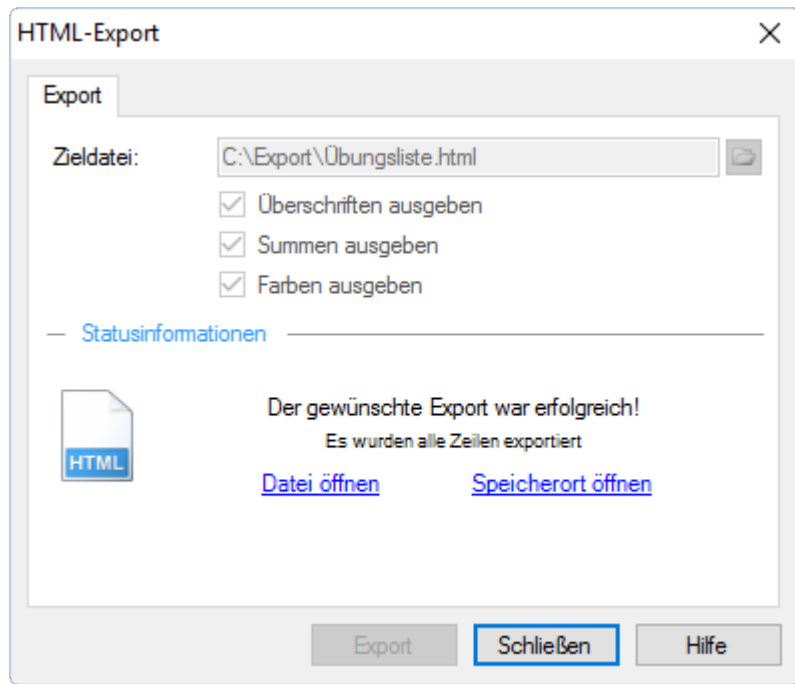 HTML-Export
Export
Zieldatei: C:\Export\Übungsliste.html
Überschriften ausgeben
Summen ausgeben
Farben ausgeben
Statusinformationen
Der gewünschte Export war erfolgreich!
Es wurden alle Zeilen exportiert
HTML
Datei öffnen Speicherort öffnen
Export Schließen Hilfe